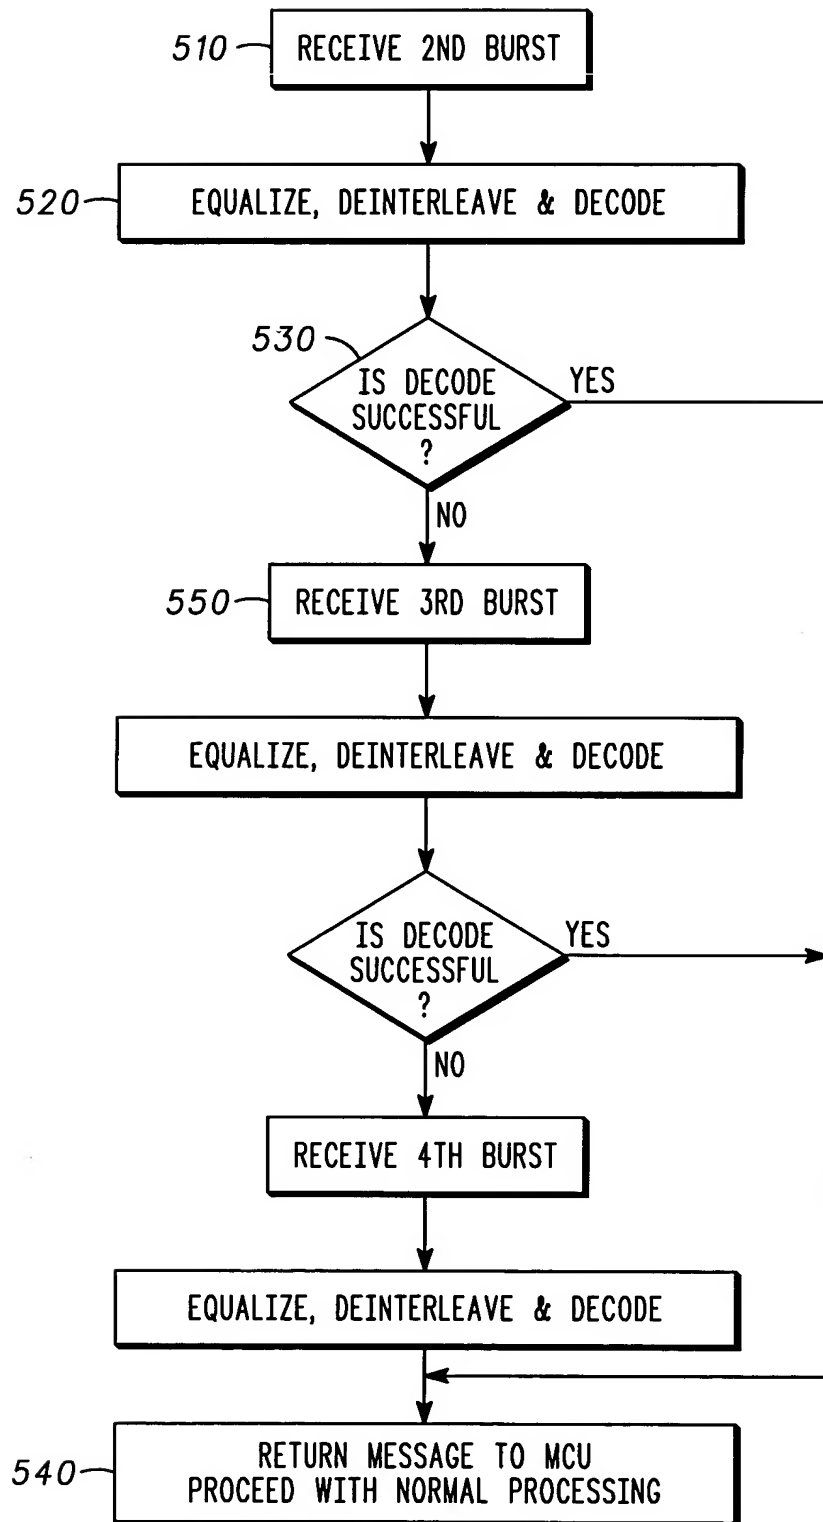 510
RECEIVE 2ND BURST
520
EQUALIZE, DEINTERLEAVE & DECODE
530
IS DECODE
SUCCESSFUL
?
YES
NO
550
RECEIVE 3RD BURST
EQUALIZE, DEINTERLEAVE & DECODE
IS DECODE
SUCCESSFUL
?
YES
NO
RECEIVE 4TH BURST
EQUALIZE, DEINTERLEAVE & DECODE
540
RETURN MESSAGE TO MCU
PROCEED WITH NORMAL PROCESSING